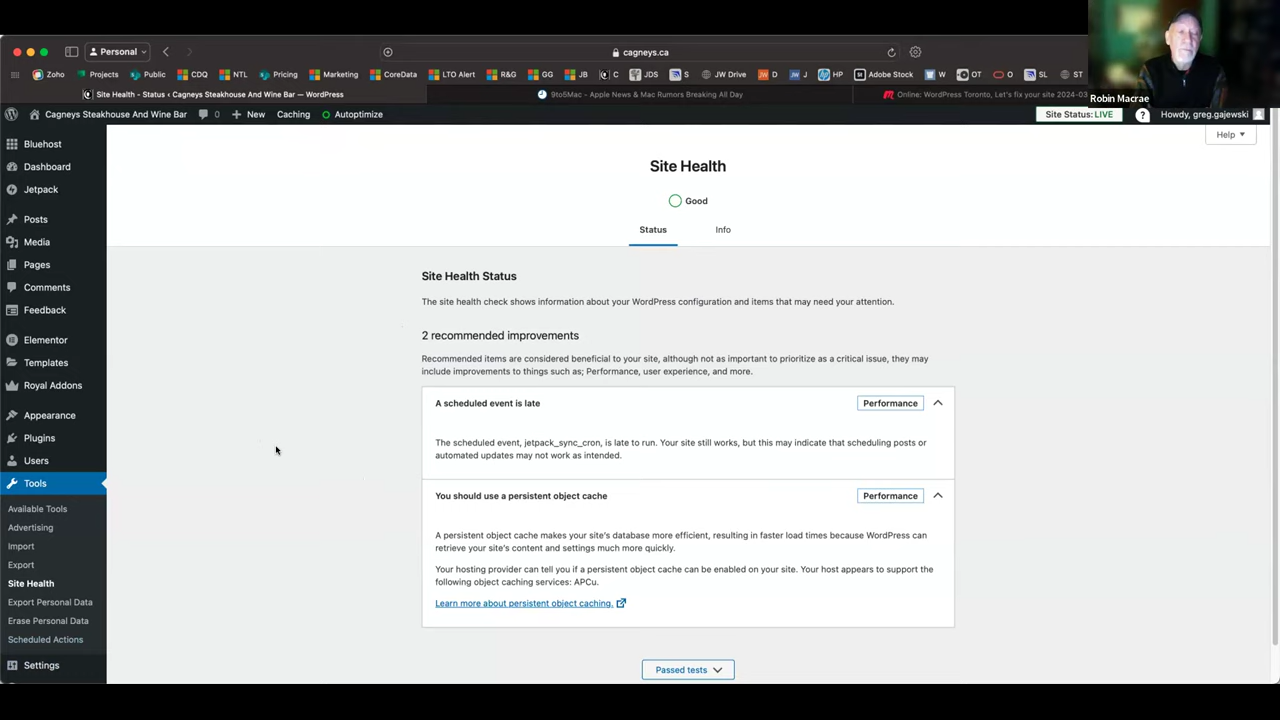 Personal
cagneys.ca
Zoho
Projects
Public
CDQ
NTL
Pricing
Marketing
CoreData
LTO Alert
R&G
GG
JB
C
JDS
S
JW Drive
D
J
HP
Adobe Stock
W
OT
O
SL
ST
Robin Macrae
Site Health - Status ‹ Cagneys Steakhouse And Wine Bar — WordPress
9to5Mac - Apple News & Mac Rumors Breaking All Day
Online: WordPress Toronto, Let's fix your site 2024-03
Cagneys Steakhouse And Wine Bar
0
New
Caching
Autoptimize
Site Status: LIVE
?
Howdy, greg.gajewski
Help
Bluehost
Dashboard
Jetpack
Posts
Media
Pages
Comments
Feedback
Elementor
Templates
Royal Addons
Appearance
Plugins
Users
Tools
Available Tools
Advertising
Import
Export
Site Health
Export Personal Data
Erase Personal Data
Scheduled Actions
Settings
Site Health
Good
Status
Info
Site Health Status
The site health check shows information about your WordPress configuration and items that may need your attention.
2 recommended improvements
Recommended items are considered beneficial to your site, although not as important to prioritize as a critical issue, they may
include improvements to things such as; Performance, user experience, and more.
A scheduled event is late
Performance
The scheduled event, jetpack_sync_cron, is late to run. Your site still works, but this may indicate that scheduling posts or
automated updates may not work as intended.
You should use a persistent object cache
Performance
A persistent object cache makes your site's database more efficient, resulting in faster load times because WordPress can
retrieve your site's content and settings much more quickly.
Your hosting provider can tell you if a persistent object cache can be enabled on your site. Your host appears to support the
following object caching services: APCu.
Learn more about persistent object caching.
Passed tests